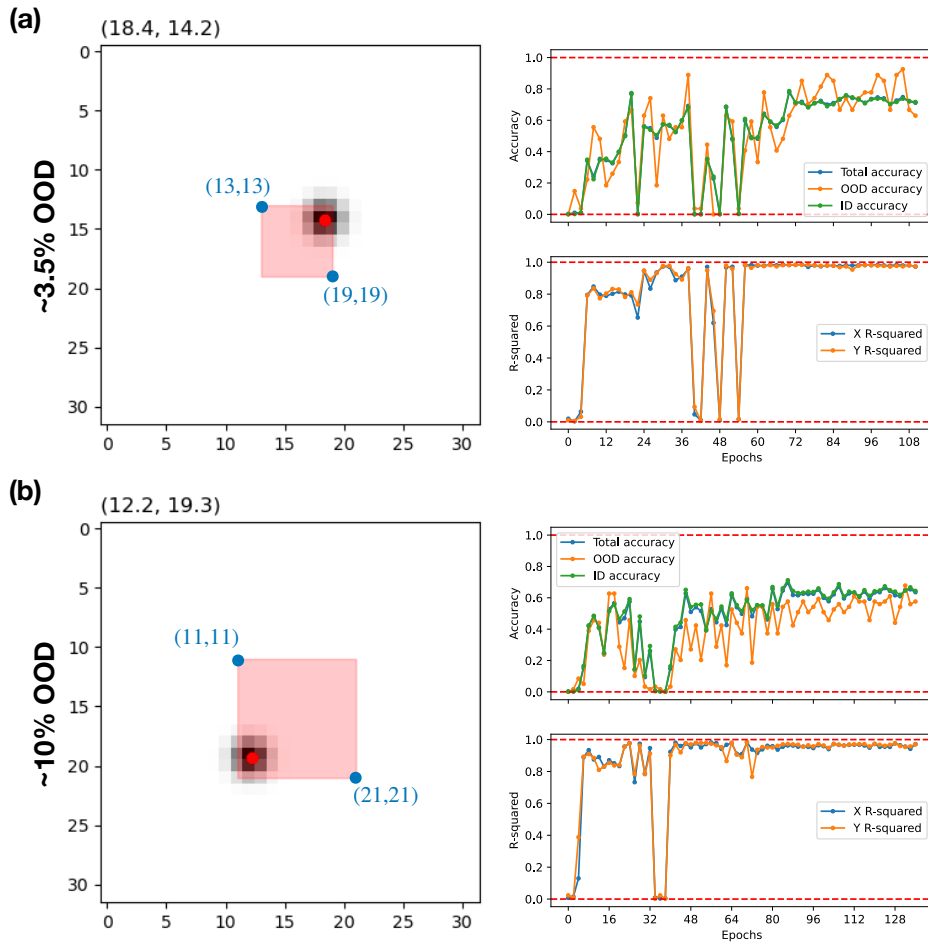 (a)
(18.4, 14.2)
~3.5% OOD
0
5
10
15
20
25
30
(13,13)
(19,19)
0 5 10 15 20 25 30
Accuracy
1.0
0.8
0.6
0.4
0.2
0.0
Total accuracy
OOD accuracy
ID accuracy
R-squared
1.0
0.8
0.6
0.4
0.2
0.0
X R-squared
Y R-squared
0 12 24 36 48 60 72 84 96 108
Epochs
(b)
(12.2, 19.3)
~10% OOD
0
5
10
15
20
25
30
(11,11)
(21,21)
0 5 10 15 20 25 30
Accuracy
1.0
0.8
0.6
0.4
0.2
0.0
Total accuracy
OOD accuracy
ID accuracy
R-squared
1.0
0.8
0.6
0.4
0.2
0.0
X R-squared
Y R-squared
0 16 32 48 64 80 96 112 128
Epochs